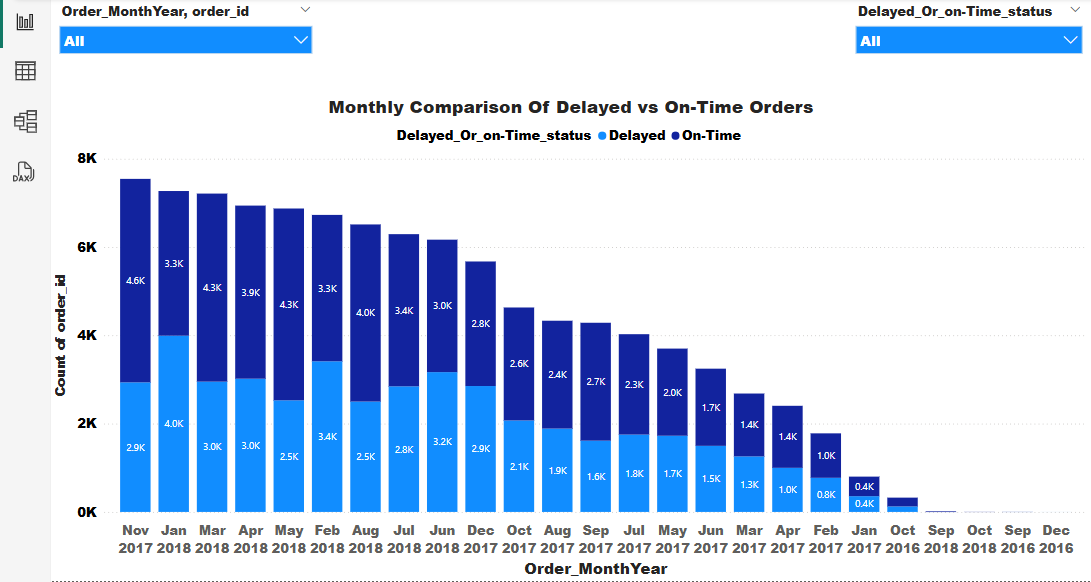 Order_MonthYear, order_id
All
Delayed_Or_on-Time_status
All
DAX
Monthly Comparison Of Delayed vs On-Time Orders
Delayed_Or_on-Time_status Delayed On-Time
Count of order_id
8K
6K
4K
2K
0K
4.6K 3.3K 4.3K 3.9K 4.3K 3.3K 4.0K 3.4K 3.0K 2.8K 2.6K 2.4K 2.7K 2.3K 2.0K 1.7K 1.4K 1.4K 1.0K 0.4K
2.9K 4.0K 3.0K 3.0K 2.5K 3.4K 2.5K 2.8K 3.2K 2.9K 2.1K 1.9K 1.6K 1.8K 1.7K 1.5K 1.3K 1.0K 0.8K 0.4K
Nov Jan Mar Apr May Feb Aug Jul Jun Dec Oct Aug Sep Jul May Jun Mar Apr Feb Jan Oct Sep Oct Sep Dec
2017 2018 2018 2018 2018 2018 2018 2018 2018 2017 2017 2017 2017 2017 2017 2017 2017 2017 2017 2017 2016 2018 2018 2016 2016
Order_MonthYear